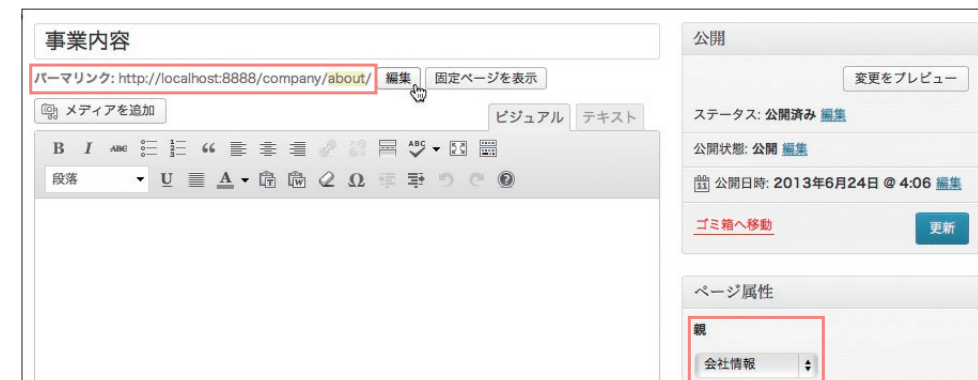 事業内容
パーマリンク: http://localhost:8888/company/about/ 編集 固定ページを表示
メディアを追加
ビジュアル テキスト
B I ABC “ ABC
段落 U A T W Ω
公開
変更をプレビュー
ステータス: 公開済み 編集
公開状態: 公開 編集
11 公開日時: 2013年6月24日 @ 4:06 編集
ゴミ箱へ移動 更新
ページ属性
親
会社情報